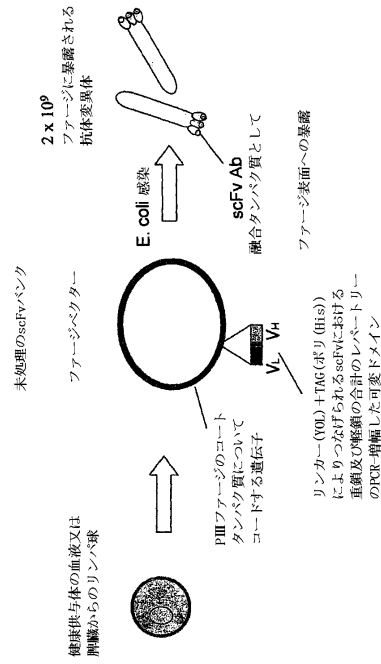 未処理のscFvバンク
健康供与体の血液又は
脾臓からのリンパ球
ファージベクター
PⅢファージのコート
タンパク質について
コードする遺伝子
VL VH
リンカー(YOL)+TAG(ポリ(His))
によりつなげられるscFvにおける
重鎖及び軽鎖の合計のレパートリー
のPCR-増幅した可変ドメイン
E. coli 感染
2 x 10⁹
ファージに暴露される
抗体変異体
scFv Ab
融合タンパク質として
ファージ表面への暴露